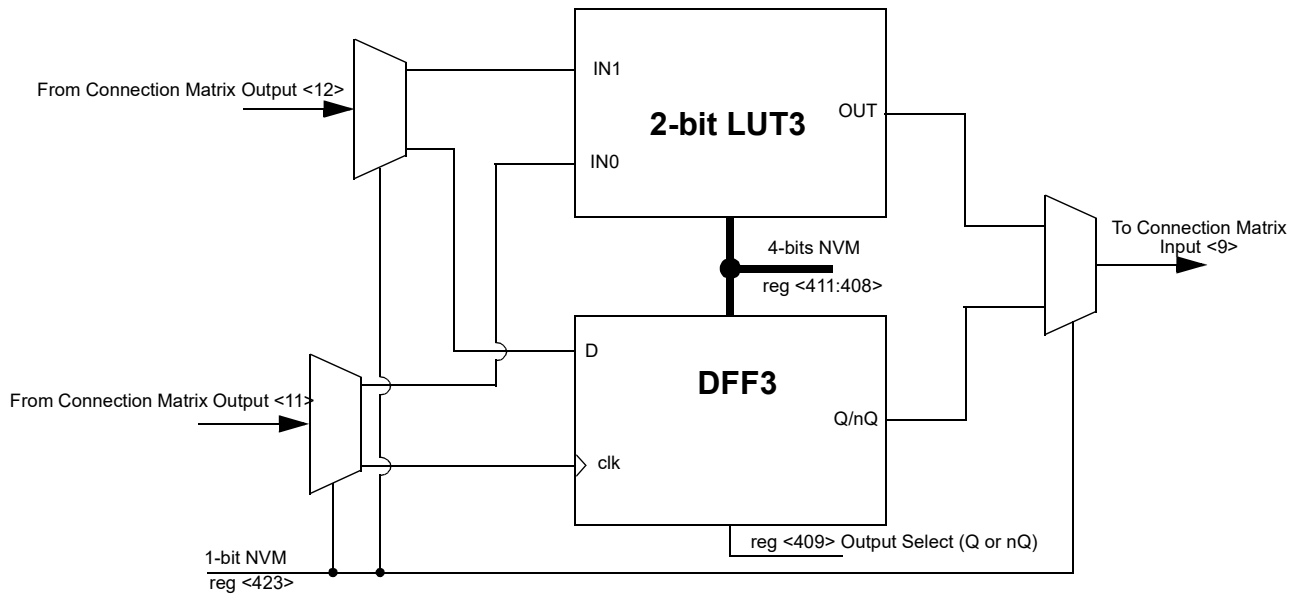 From Connection Matrix Output <12>
IN1
2-bit LUT3
OUT
IN0
To Connection Matrix
Input <9>
4-bits NVM
reg <411:408>
D
DFF3
From Connection Matrix Output <11>
Q/nQ
clk
reg <409> Output Select (Q or nQ)
1-bit NVM
reg <423>